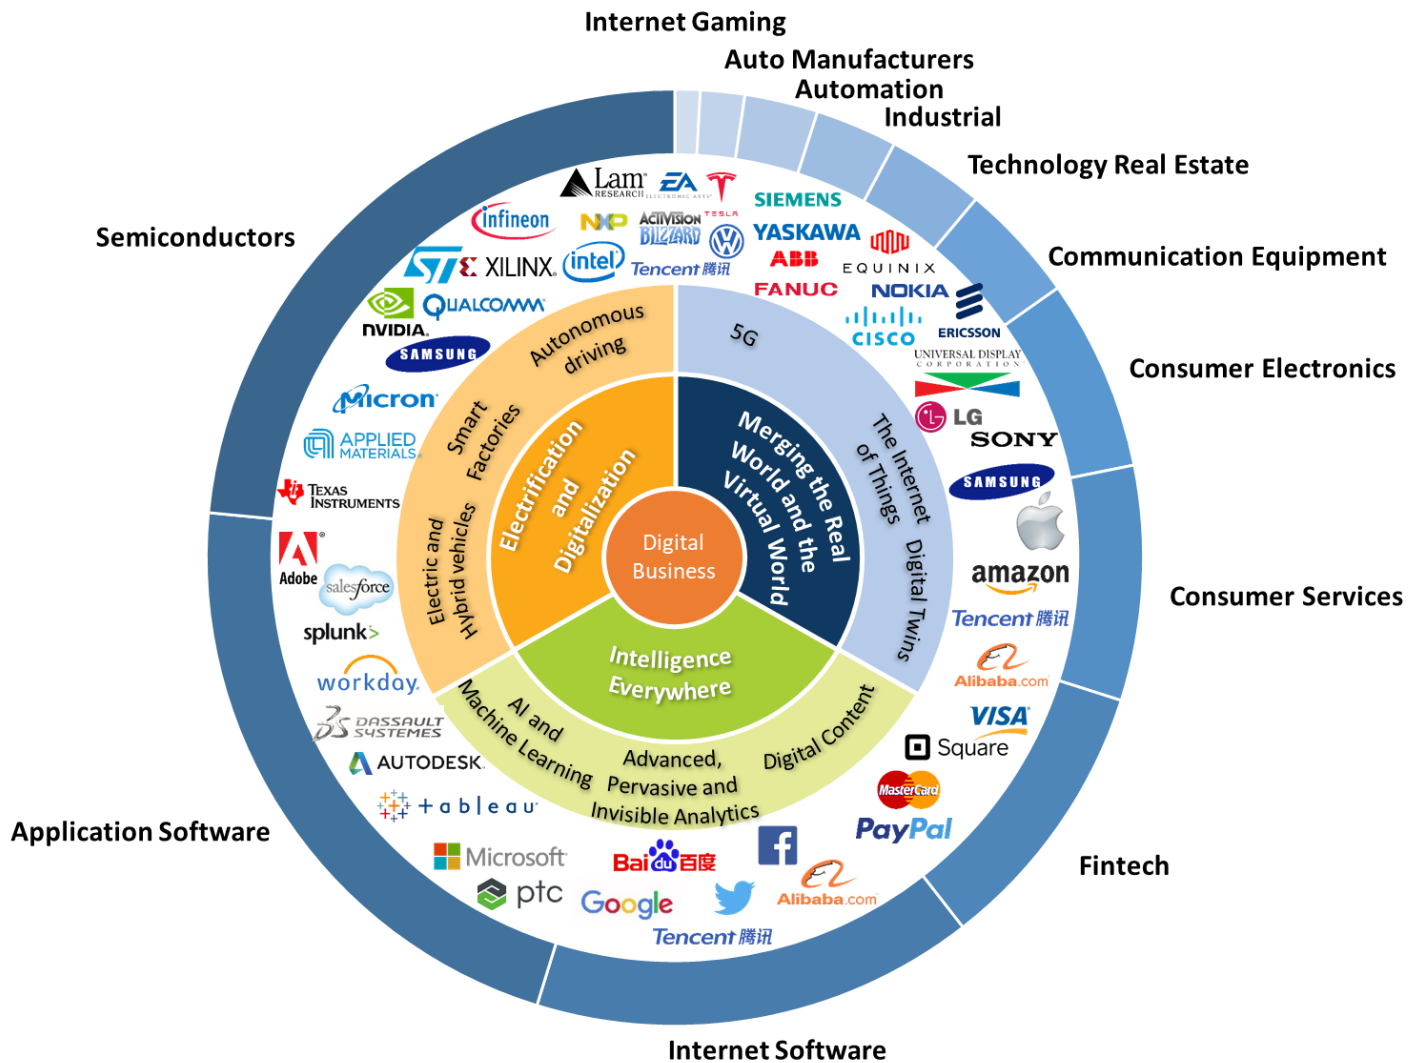 Internet Gaming
Auto Manufacturers
Automation
Industrial
Technology Real Estate
Communication Equipment
Consumer Electronics
Consumer Services
Fintech
Internet Software
Application Software
Semiconductors
Lam
RESEARCH
EA
ELECTRONIC ARTS
TESLA
SIEMENS
infineon
NXP
ACTIVISION
BLIZZARD
YASKAWA
ABB
EQUINIX
ST
XILINX
intel
Tencent 腾讯
FANUC
NOKIA
NVIDIA
QUALCOMM
CISCO
ERICSSON
SAMSUNG
UNIVERSAL DISPLAY
CORPORATION
Micron
LG
SONY
APPLIED
MATERIALS
SAMSUNG
TEXAS
INSTRUMENTS
Adobe
amazon
salesforce
Tencent 腾讯
splunk>
Alibaba.com
workday
VISA
DASSAULT
SYSTEMES
Square
AUTODESK
MasterCard
tableau
PayPal
Microsoft
Bai du 百度
ptc
Google
Alibaba.com
Tencent 腾讯
Autonomous
driving
Smart
Factories
Electric and
Hybrid vehicles
5G
The Internet
of Things
Digital Twins
AI and
Machine Learning
Advanced,
Pervasive and
Invisible Analytics
Digital Content
Electrification
and
Digitalization
Merging the Real
World and the
Virtual World
Intelligence
Everywhere
Digital
Business